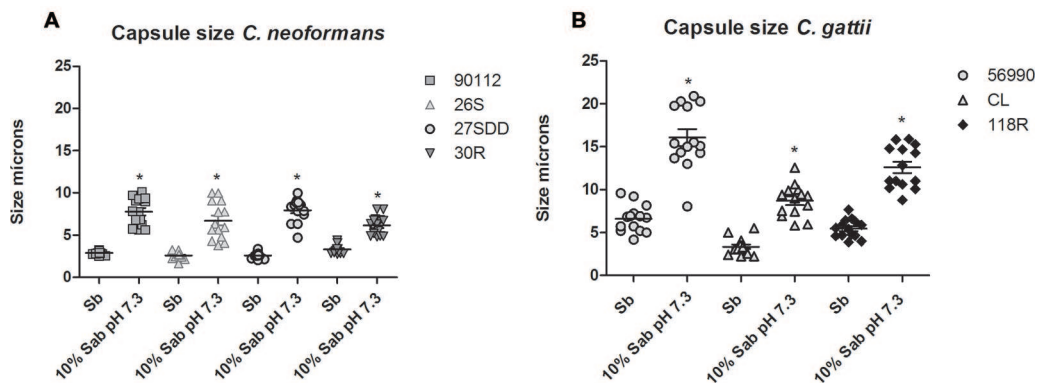 A
Capsule size C. neoformans
Size microns
25
20
15
10
5
0
*
*
*
*
Sb
10% Sab pH 7.3
Sb
10% Sab pH 7.3
Sb
10% Sab pH 7.3
Sb
10% Sab pH 7.3
90112
26S
27SDD
30R
B
Capsule size C. gattii
Size mícrons
25
20
15
10
5
0
*
*
*
Sb
10% Sab pH 7.3
Sb
10% Sab pH 7.3
Sb
10% Sab pH 7.3
56990
CL
118R